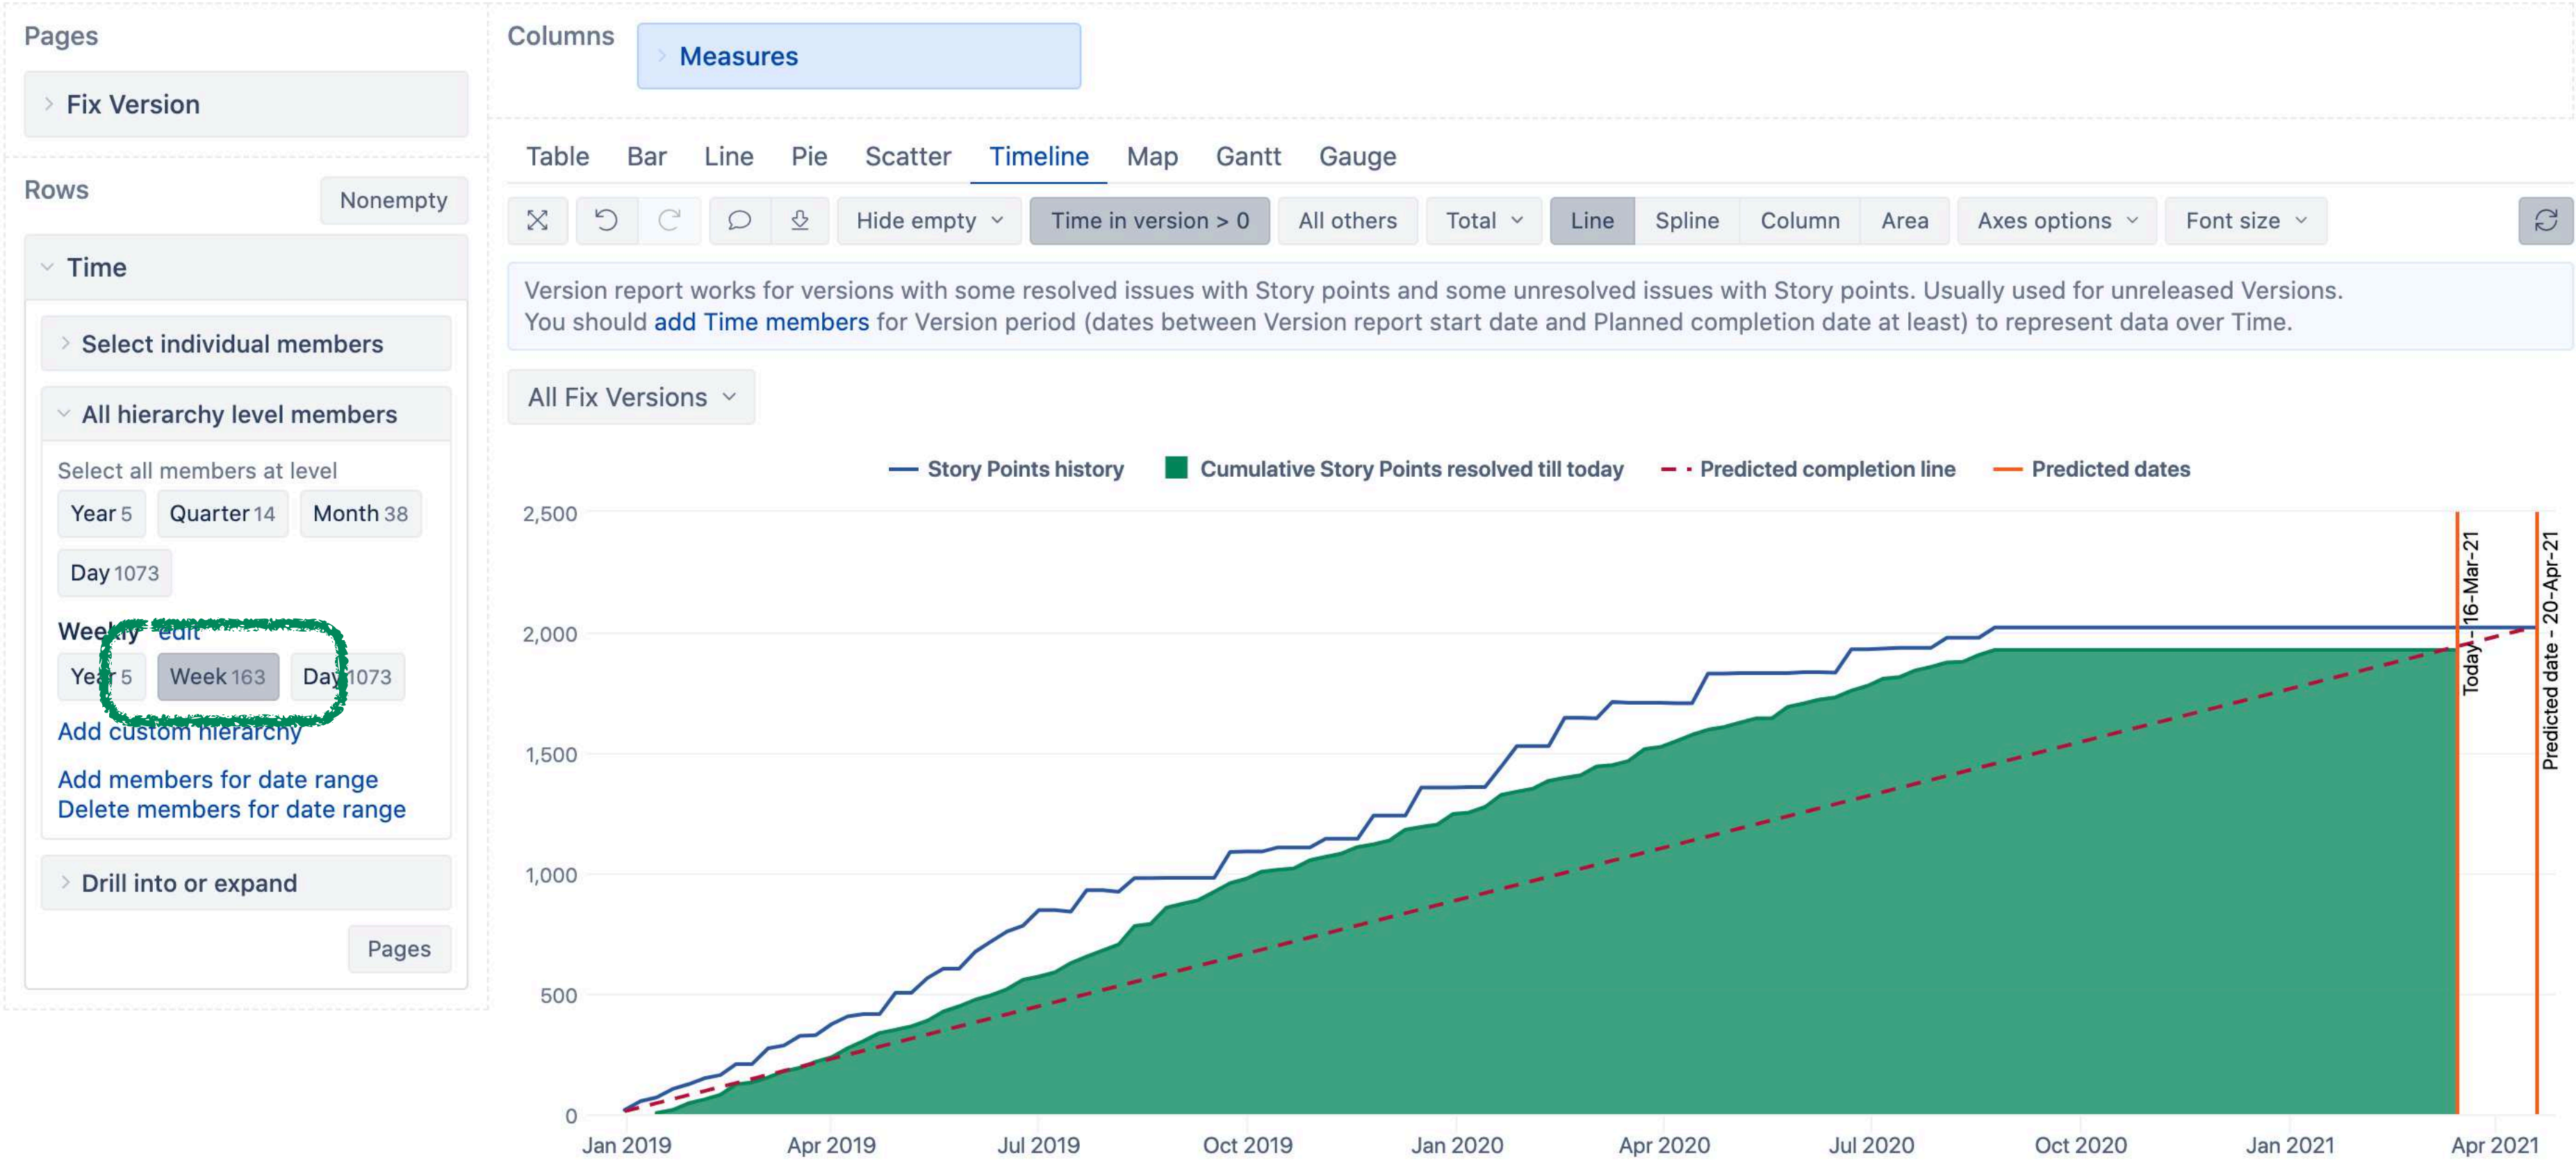 Pages
Fix Version
Rows
Nonempty
Time
Select individual members
All hierarchy level members
Select all members at level
Year 5 Quarter 14 Month 38
Day 1073
Weekly edit
Year 5 Week 163 Day 1073
Add custom hierarchy
Add members for date range
Delete members for date range
Drill into or expand
Pages
Columns
Measures
Table Bar Line Pie Scatter Timeline Map Gantt Gauge
Hide empty Time in version > 0 All others Total Line Spline Column Area Axes options Font size
Version report works for versions with some resolved issues with Story points and some unresolved issues with Story points. Usually used for unreleased Versions.
You should add Time members for Version period (dates between Version report start date and Planned completion date at least) to represent data over Time.
All Fix Versions
Story Points history Cumulative Story Points resolved till today Predicted completion line Predicted dates
2,500
2,000
1,500
1,000
500
0
Today - 16-Mar-21
Predicted date - 20-Apr-21
Jan 2019 Apr 2019 Jul 2019 Oct 2019 Jan 2020 Apr 2020 Jul 2020 Oct 2020 Jan 2021 Apr 2021